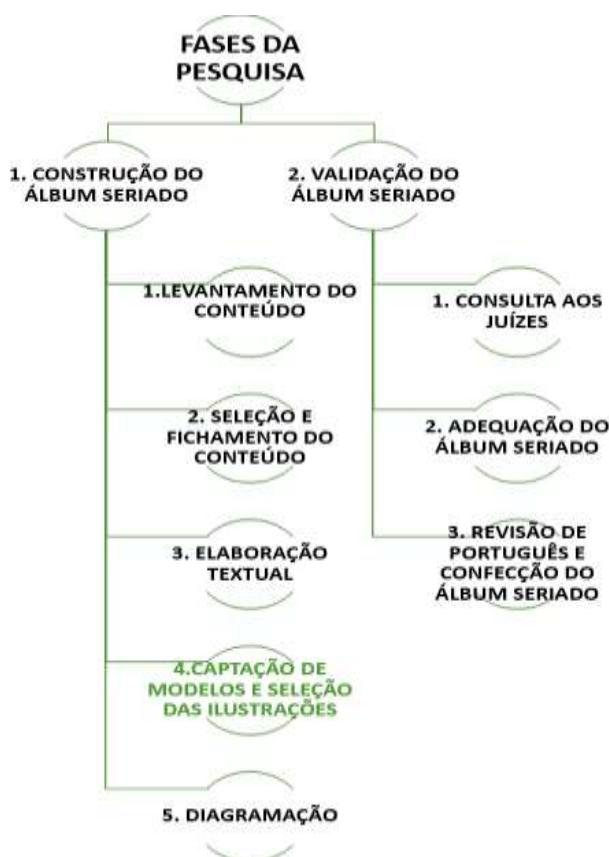 FASES DA
PESQUISA
1. CONSTRUÇÃO DO
ÁLBUM SERIADO
2. VALIDAÇÃO DO
ÁLBUM SERIADO
1.LEVANTAMENTO DO
CONTEÚDO
2. SELEÇÃO E
FICHAMENTO DO
CONTEÚDO
3. ELABORAÇÃO
TEXTUAL
4.CAPTAÇÃO DE
MODELOS E SELEÇÃO
DAS ILUSTRAÇÕES
5. DIAGRAMAÇÃO
1. CONSULTA AOS
JUÍZES
2. ADEQUAÇÃO DO
ÁLBUM SERIADO
3. REVISÃO DE
PORTUGUÊS E
CONFECÇÃO DO
ÁLBUM SERIADO